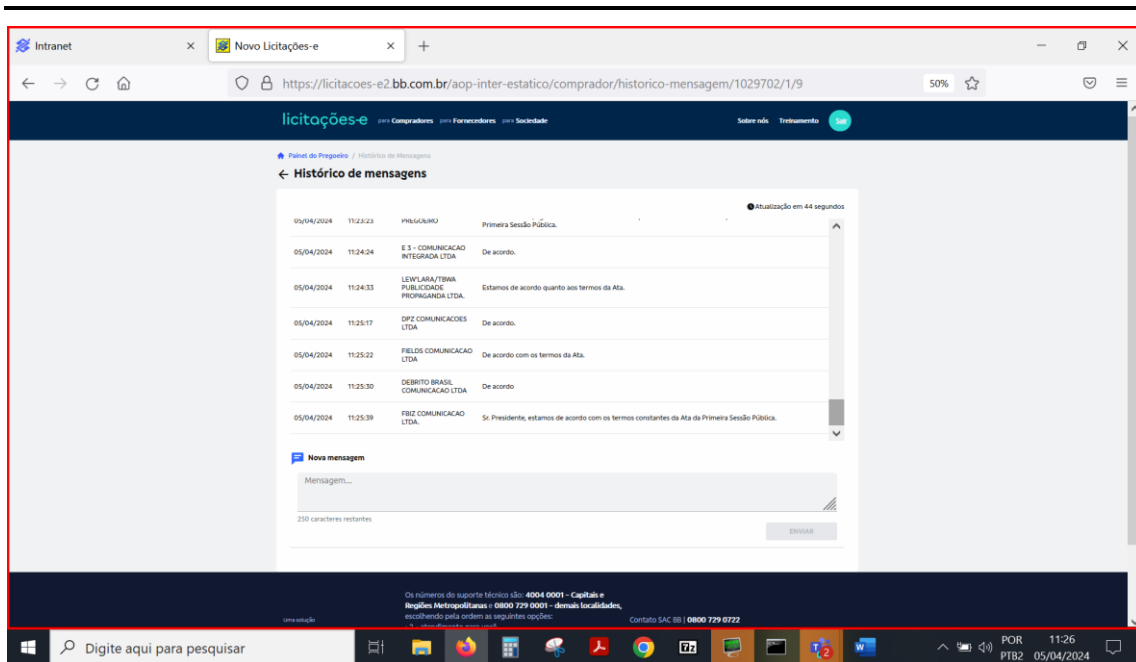 Intranet
Novo Licitações-e
https://licitacoes-e2.bb.com.br/aop-inter-estatico/comprador/historico-mensagem/1029702/1/9
50%
licitações-e para Compradores para Fornecedores para Sociedade Sobre nós Treinamento Sair
Painel do Pregoeiro / Histórico de Mensagens
← Histórico de mensagens
Atualização em 44 segundos
05/04/2024 11:23:23 PREGOEIRO
Primeira Sessão Pública.
05/04/2024 11:24:24 E 3 - COMUNICACAO INTEGRADA LTDA De acordo.
05/04/2024 11:24:33 LEW'LARA/TBWA PUBLICIDADE PROPAGANDA LTDA. Estamos de acordo quanto aos termos da Ata.
05/04/2024 11:25:17 DPZ COMUNICACOES LTDA De acordo.
05/04/2024 11:25:22 FIELDS COMUNICACAO LTDA De acordo com os termos da Ata.
05/04/2024 11:25:30 DEBRITO BRASIL COMUNICACAO LTDA De acordo
05/04/2024 11:25:39 FBIZ COMUNICACAO LTDA. Sr. Presidente, estamos de acordo com os termos constantes da Ata da Primeira Sessão Pública.
Nova mensagem
Mensagem...
250 caracteres restantes
ENVIAR
Os números do suporte técnico são: 4004 0001 - Capitais e
Regiões Metropolitanas e 0800 729 0001 - demais localidades,
escolhendo pela ordem as seguintes opções:
Uma solução
Contato SAC BB | 0800 729 0722
Digite aqui para pesquisar
POR 11:26
PTB2 05/04/2024